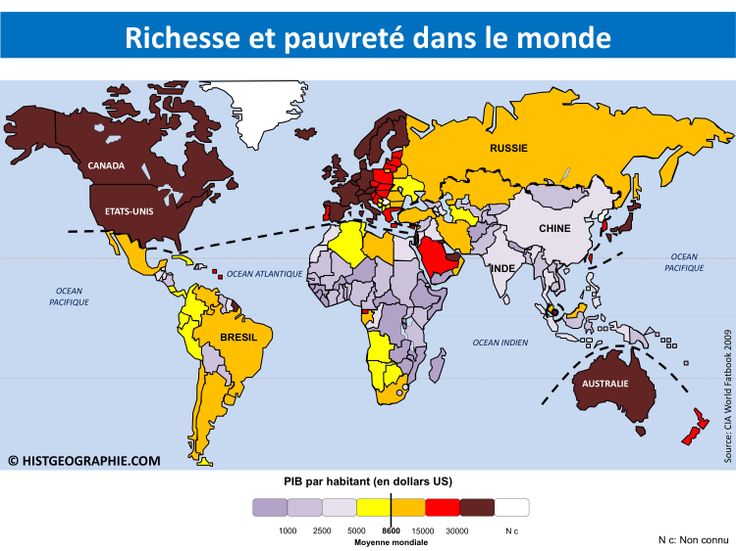 Richesse et pauvreté dans le monde
CANADA
ETATS-UNIS
RUSSIE
CHINE
INDE
OCEAN
PACIFIQUE
OCEAN ATLANTIQUE
OCEAN
PACIFIQUE
BRESIL
OCEAN INDIEN
AUSTRALIE
Source: CIA World Fatbook 2009
© HISTGEOGRAPHIE.COM
PIB par habitant (en dollars US)
1000 2500 5000 8600 15000 30000 N c
Moyenne mondiale
N c: Non connu